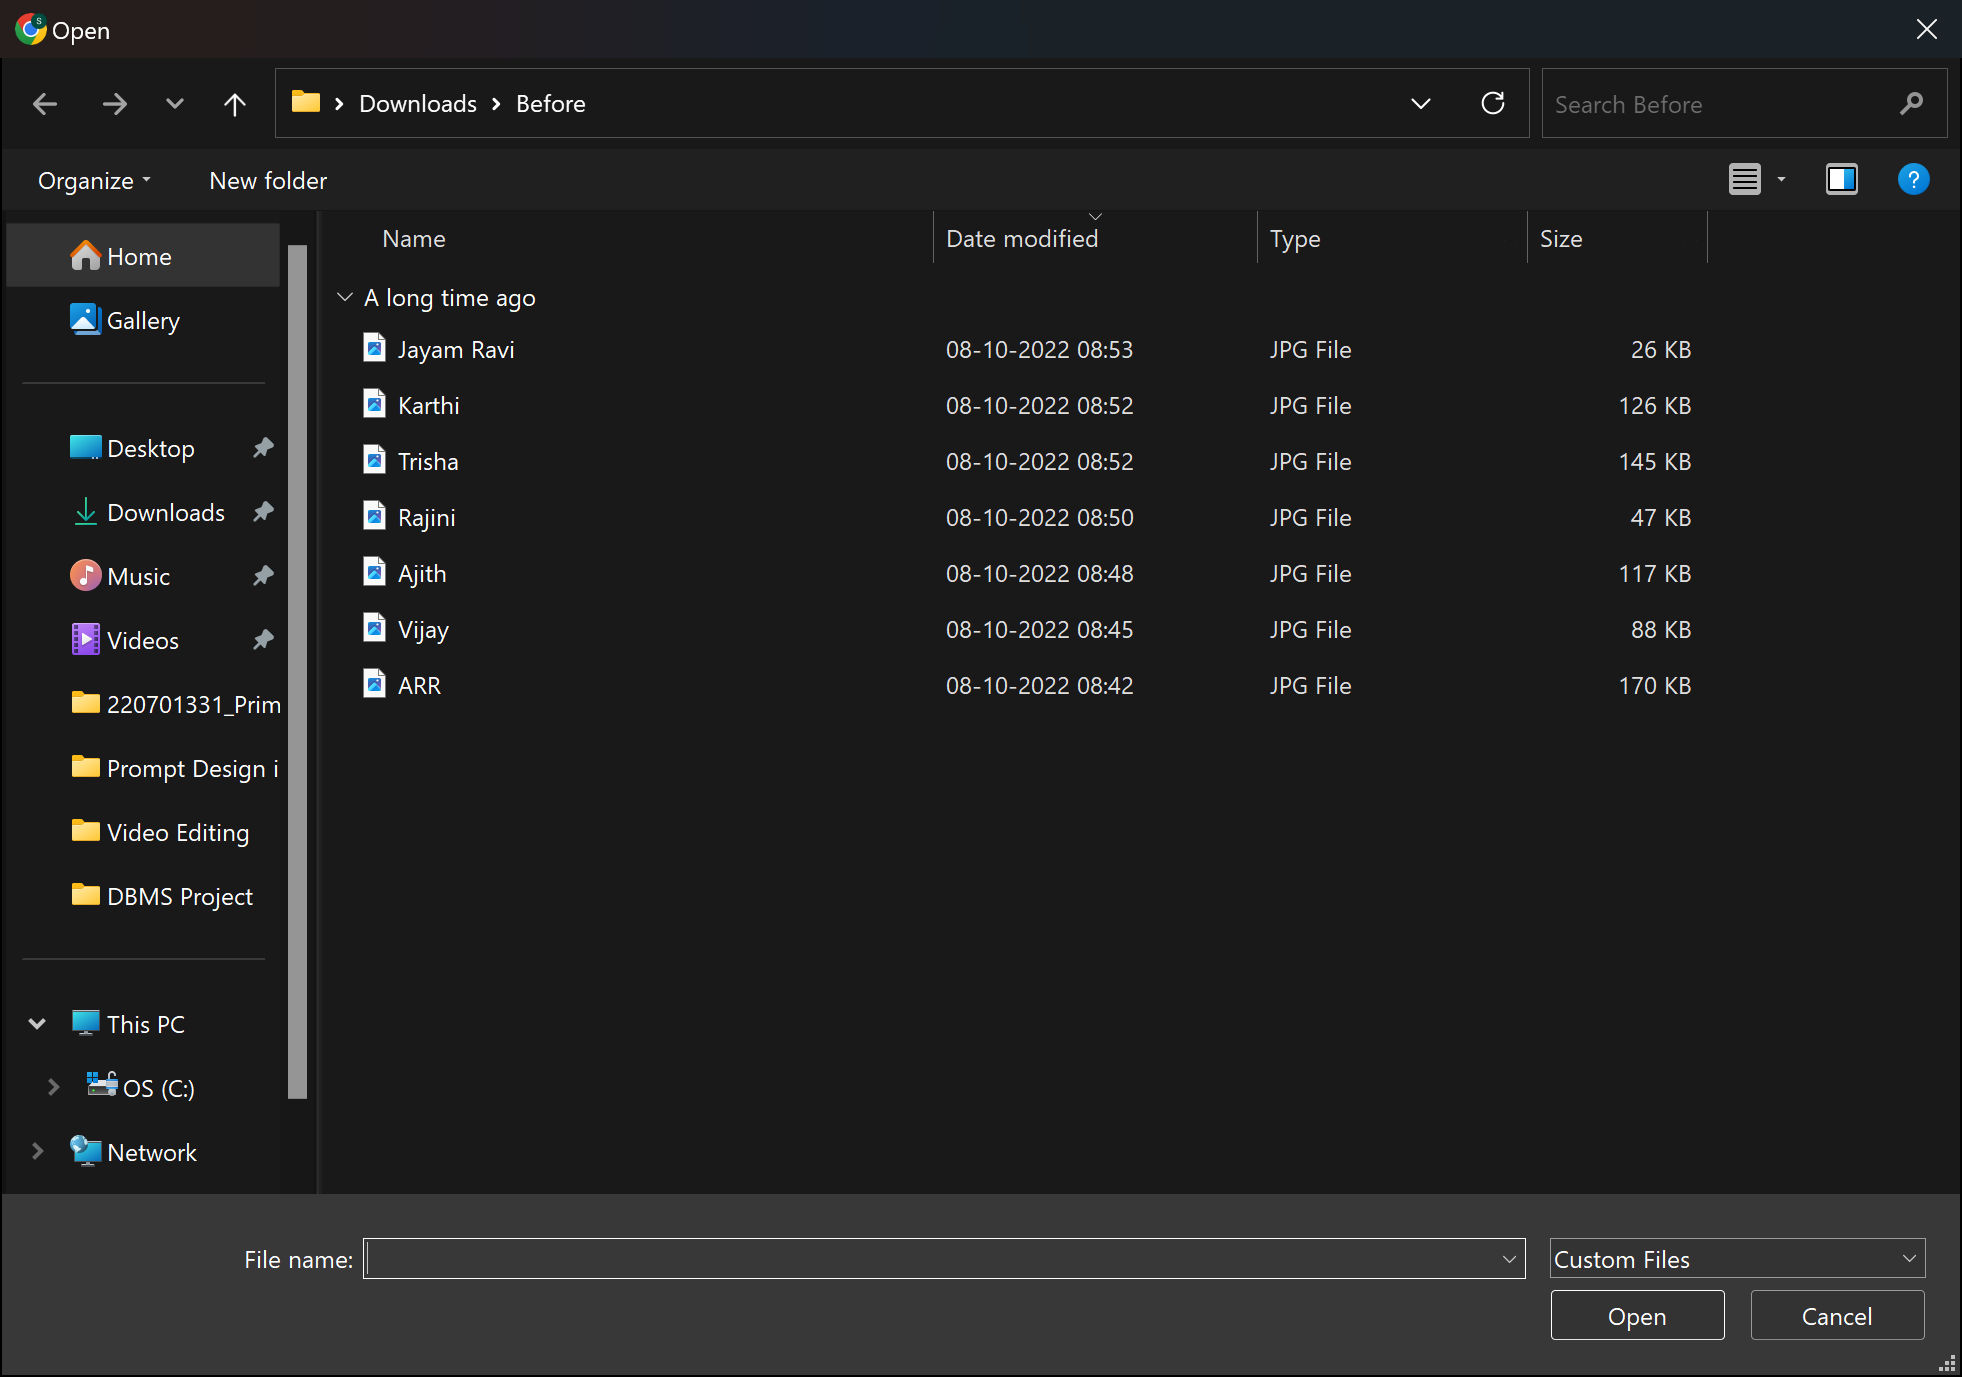 Open
Downloads > Before
Search Before
Organize
New folder
?
Name Date modified Type Size
A long time ago
Jayam Ravi 08-10-2022 08:53 JPG File 26 KB
Karthi 08-10-2022 08:52 JPG File 126 KB
Trisha 08-10-2022 08:52 JPG File 145 KB
Rajini 08-10-2022 08:50 JPG File 47 KB
Ajith 08-10-2022 08:48 JPG File 117 KB
Vijay 08-10-2022 08:45 JPG File 88 KB
ARR 08-10-2022 08:42 JPG File 170 KB
Home
Gallery
Desktop
Downloads
Music
Videos
220701331_Prim
Prompt Design i
Video Editing
DBMS Project
This PC
OS (C:)
Network
File name:
Custom Files
Open
Cancel